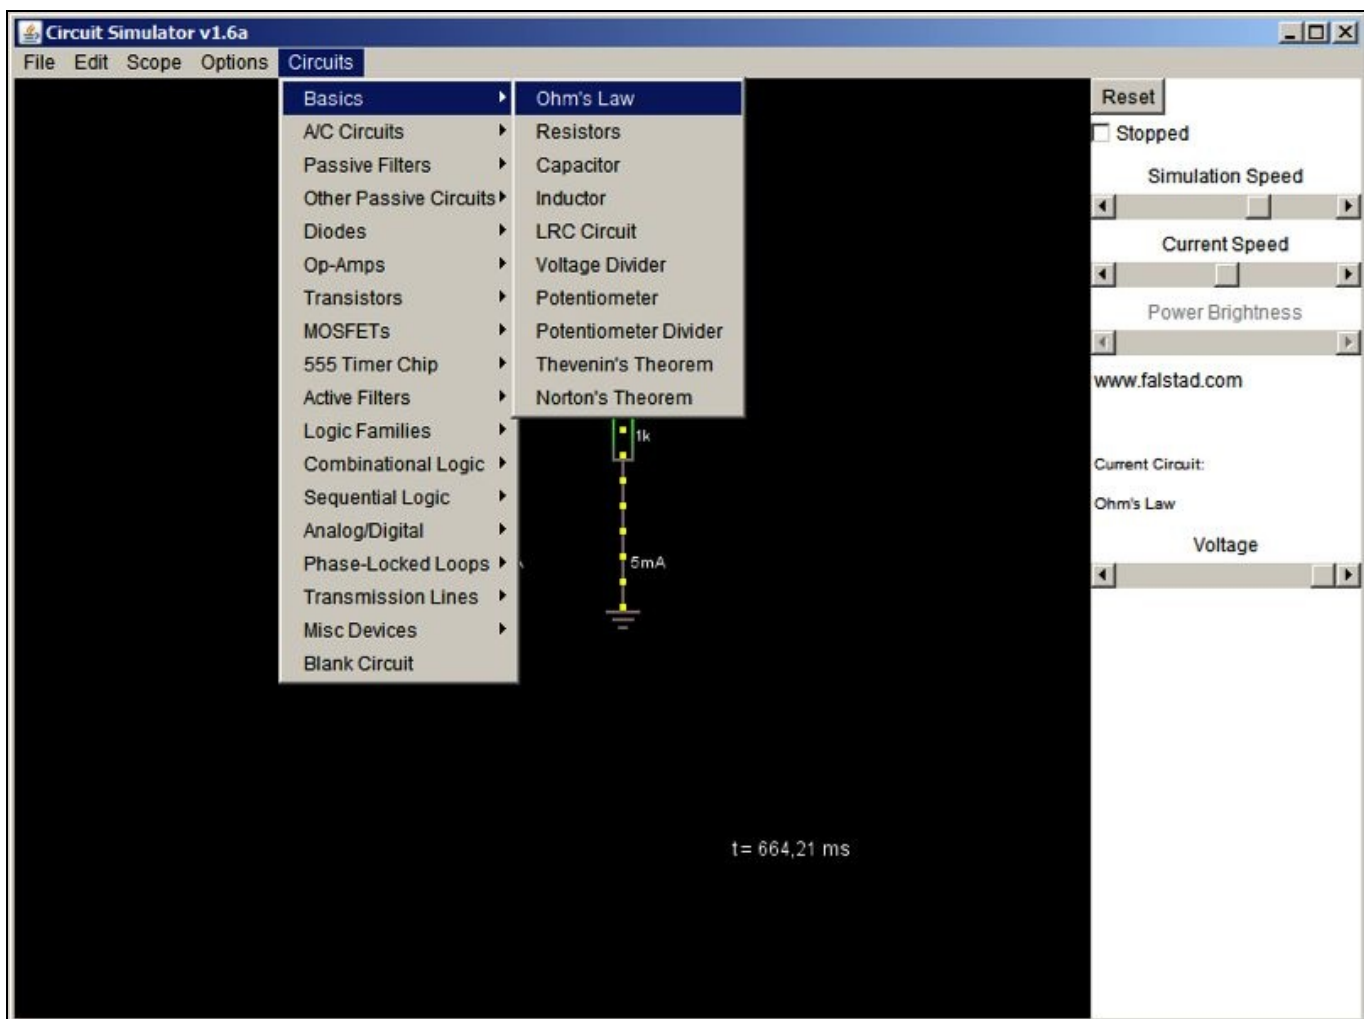 Circuit Simulator v1.6a
File Edit Scope Options Circuits
Basics
A/C Circuits
Passive Filters
Other Passive Circuits
Diodes
Op-Amps
Transistors
MOSFETs
555 Timer Chip
Active Filters
Logic Families
Combinational Logic
Sequential Logic
Analog/Digital
Phase-Locked Loops
Transmission Lines
Misc Devices
Blank Circuit
Ohm's Law
Resistors
Capacitor
Inductor
LRC Circuit
Voltage Divider
Potentiometer
Potentiometer Divider
Thevenin's Theorem
Norton's Theorem
1k
5mA
t= 664,21 ms
Reset
Stopped
Simulation Speed
Current Speed
Power Brightness
www.falstad.com
Current Circuit:
Ohm's Law
Voltage